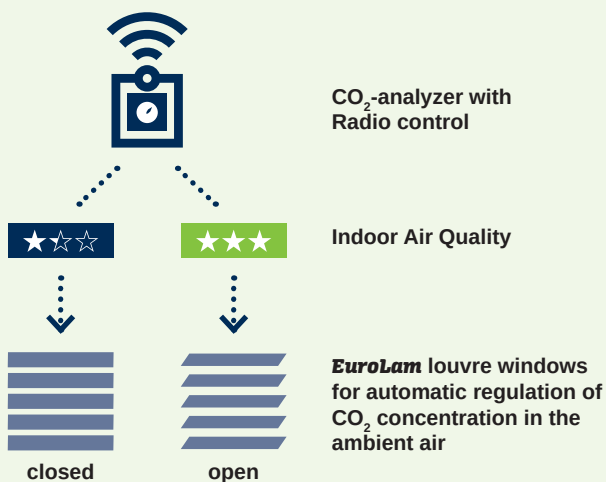 CO₂-analyzer with
Radio control
Indoor Air Quality
EuroLam louvre windows
for automatic regulation of
CO₂ concentration in the
ambient air
closed
open